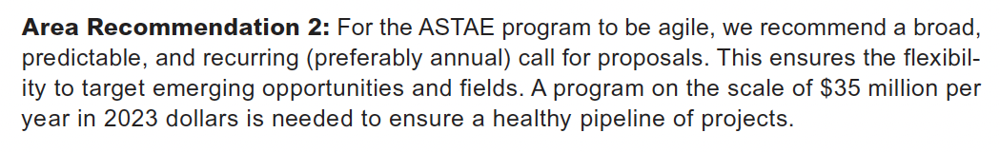 Area Recommendation 2: For the ASTAE program to be agile, we recommend a broad,
predictable, and recurring (preferably annual) call for proposals. This ensures the flexibil-
ity to target emerging opportunities and fields. A program on the scale of $35 million per
year in 2023 dollars is needed to ensure a healthy pipeline of projects.